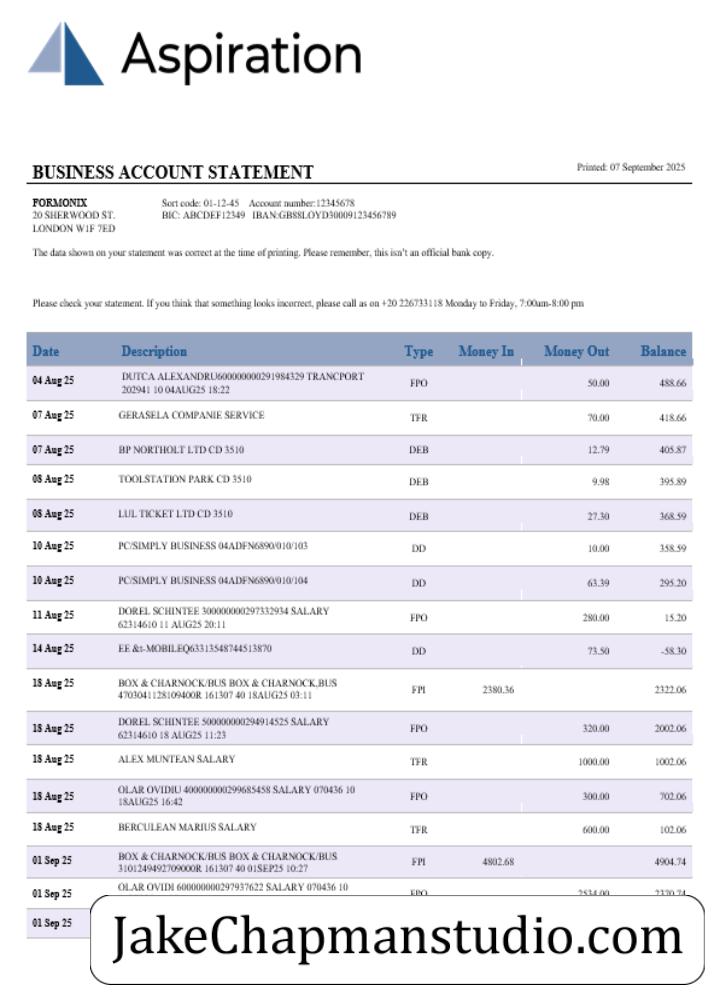 Aspiration
BUSINESS ACCOUNT STATEMENT
Printed: 07 September 2025
FORMONIX Sort code: 01-12-45 Account number:12345678
20 SHERWOOD ST. BIC: ABCDEF12349 IBAN:GB88LOYD30009123456789
LONDON W1F 7ED
The data shown on your statement was correct at the time of printing. Please remember, this isn't an official bank copy.
Please check your statement. If you think that something looks incorrect, please call as on +20 226733118 Monday to Friday, 7:00am-8:00 pm
Date Description Type Money In Money Out Balance
04 Aug 25 DUTCA ALEXANDRU600000000291984329 TRANCPORT
202941 10 04AUG25 18:22 FPO 50.00 488.66
07 Aug 25 GERASELA COMPANIE SERVICE TFR 70.00 418.66
07 Aug 25 BP NORTHOLT LTD CD 3510 DEB 12.79 405.87
08 Aug 25 TOOLSTATION PARK CD 3510 DEB 9.98 395.89
08 Aug 25 LUL TICKET LTD CD 3510 DEB 27.30 368.59
10 Aug 25 PC/SIMPLY BUSINESS 04ADFN6890/010/103 DD 10.00 358.59
10 Aug 25 PC/SIMPLY BUSINESS 04ADFN6890/010/104 DD 63.39 295.20
11 Aug 25 DOREL SCHINTEE 300000000297332934 SALARY
62314610 11 AUG25 20:11 FPO 280.00 15.20
14 Aug 25 EE &t-MOBILEQ63313548744513870 DD 73.50 -58.30
18 Aug 25 BOX & CHARNOCK/BUS BOX & CHARNOCK,BUS
4703041128109400R 161307 40 18AUG25 03:11 FPI 2380.36 2322.06
18 Aug 25 DOREL SCHINTEE 500000000294914525 SALARY
62314610 18 AUG25 11:23 FPO 320.00 2002.06
18 Aug 25 ALEX MUNTEAN SALARY TFR 1000.00 1002.06
18 Aug 25 OLAR OVIDIU 400000000299685458 SALARY 070436 10
18AUG25 16:42 FPO 300.00 702.06
18 Aug 25 BERCULEAN MARIUS SALARY TFR 600.00 102.06
01 Sep 25 BOX & CHARNOCK/BUS BOX & CHARNOCK/BUS
3101249492709000R 161307 40 01SEP25 10:27 FPI 4802.68 4904.74
01 Sep 25 OLAR OVIDI 600000000297937622 SALARY 070436 10
01 Sep 25
JakeChapmanstudio.com